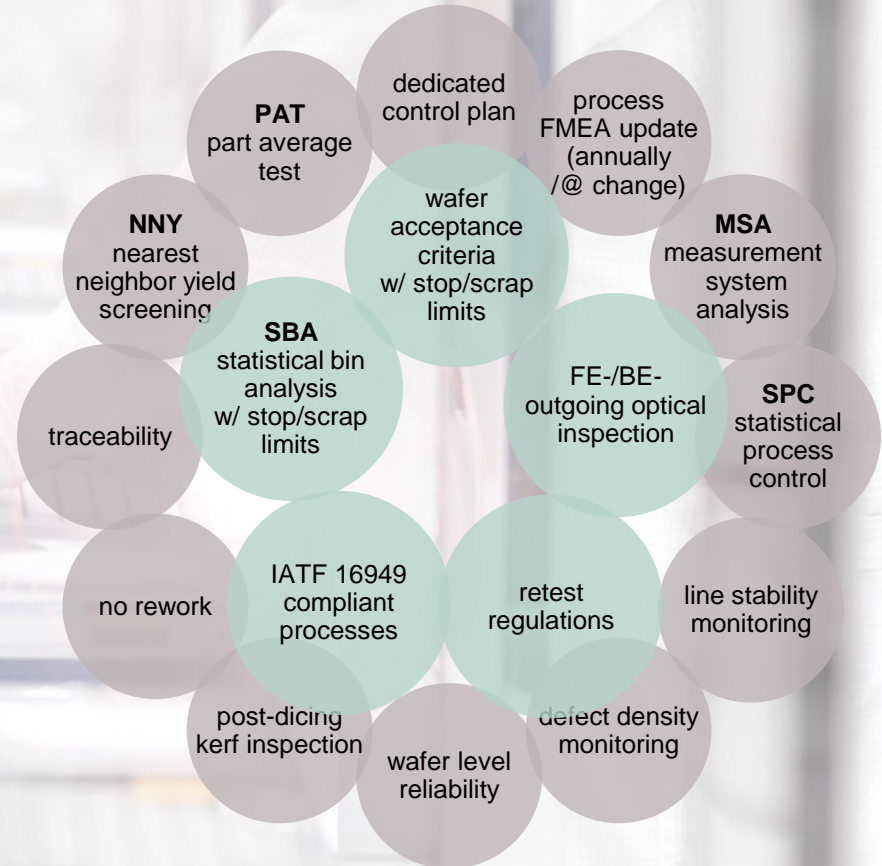 dedicated
control plan
process
FMEA update
(annually
/@ change)
PAT
part average
test
wafer
acceptance
criteria
w/ stop/scrap
limits
MSA
measurement
system
analysis
NNY
nearest
neighbor yield
screening
SBA
statistical bin
analysis
w/ stop/scrap
limits
FE-/BE-
outgoing optical
inspection
SPC
statistical
process
control
traceability
IATF 16949
compliant
processes
retest
regulations
line stability
monitoring
no rework
post-dicing
kerf inspection
wafer level
reliability
defect density
monitoring